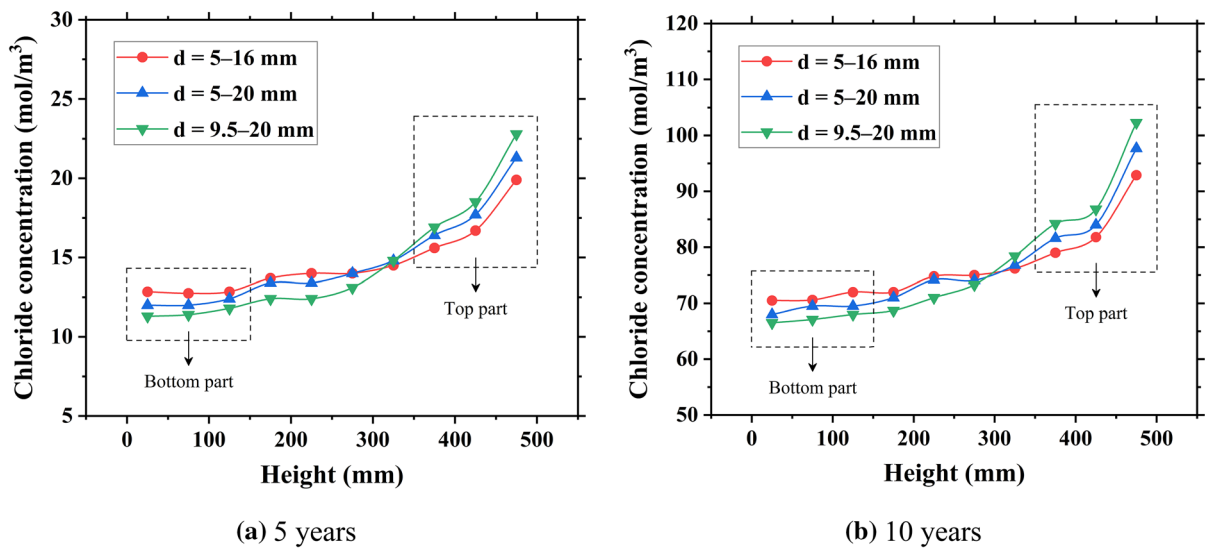 30
25
20
15
10
5
0
100
200
300
400
500
Chloride concentration (mol/m³)
Height (mm)
d = 5–16 mm
d = 5–20 mm
d = 9.5–20 mm
Bottom part
Top part
(a) 5 years
120
110
100
90
80
70
60
50
0
100
200
300
400
500
Chloride concentration (mol/m³)
Height (mm)
d = 5–16 mm
d = 5–20 mm
d = 9.5–20 mm
Bottom part
Top part
(b) 10 years